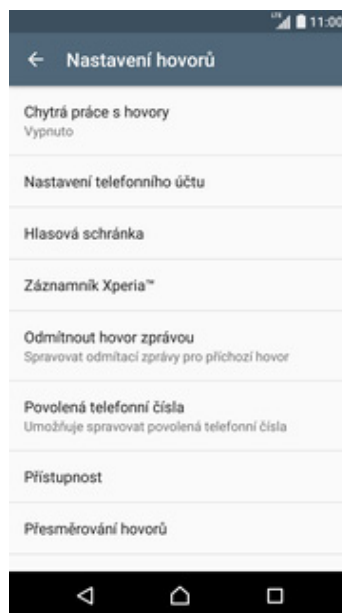 LTE 11:00
Nastavení hovorů
Chytrá práce s hovory
Vypnuto
Nastavení telefonního účtu
Hlasová schránka
Záznamník Xperia™
Odmítnout hovor zprávou
Spravovat odmítací zprávy pro příchozí hovor
Povolená telefonní čísla
Umožňuje spravovat povolená telefonní čísla
Přístupnost
Přesměrování hovorů